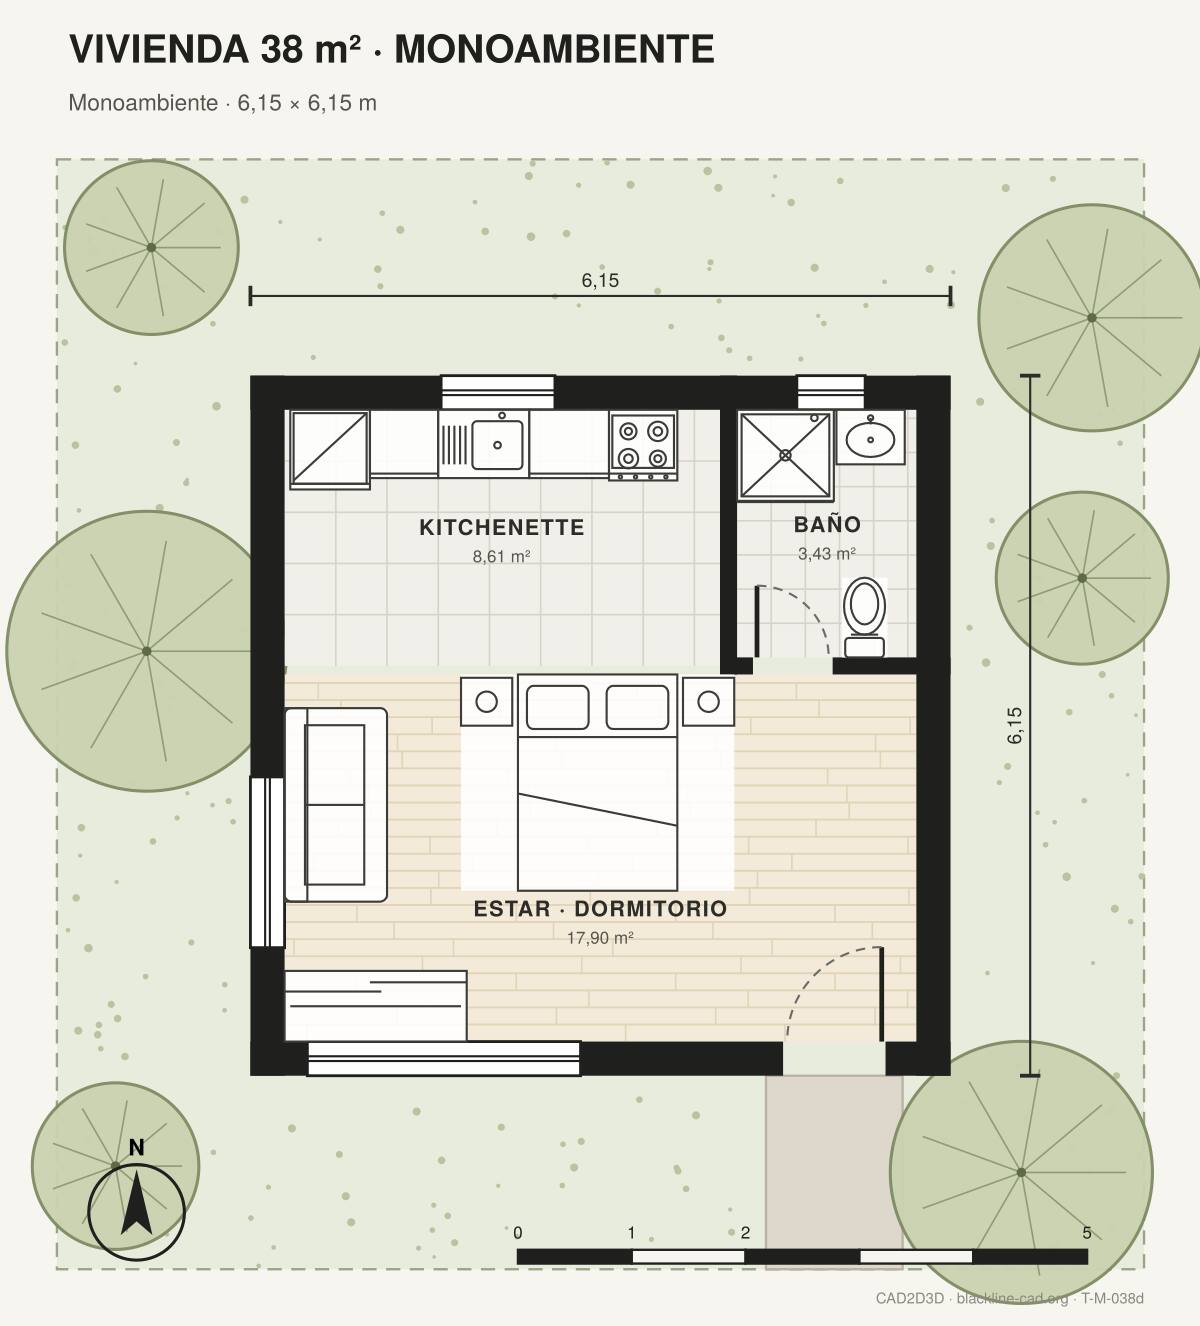 VIVIENDA 38 m² · MONOAMBIENTE
Monoambiente · 6,15 × 6,15 m
6,15
KITCHENETTE
8,61 m²
BAÑO
3,43 m²
6,15
ESTAR · DORMITORIO
17,90 m²
N
0 1 2 5
CAD2D3D · blackline-cad.org · T-M-038d